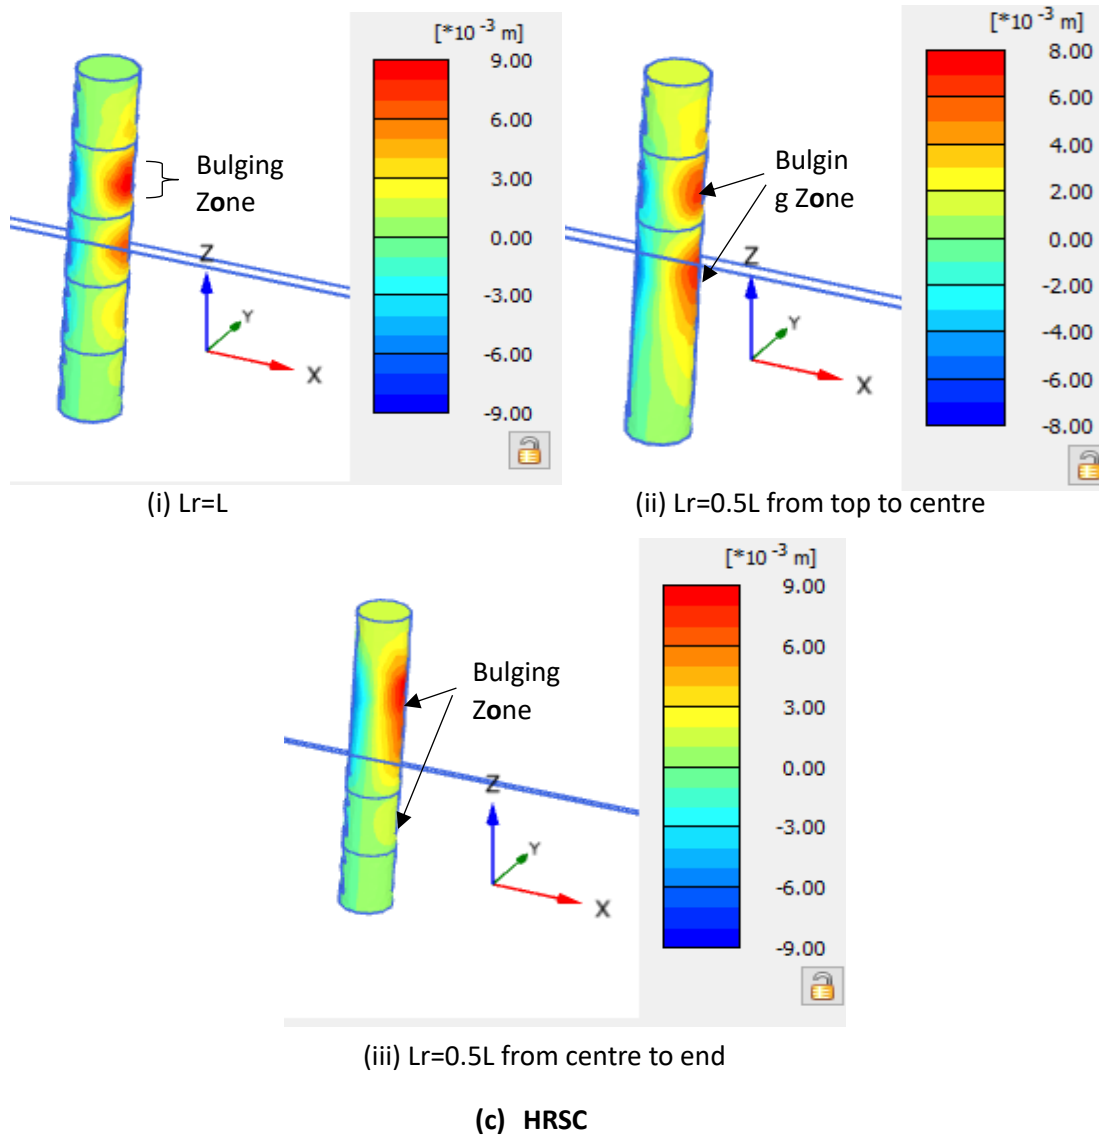 [*10 -3 m]
9.00
6.00
3.00
0.00
-3.00
-6.00
-9.00
Bulging
Zone
Z
Y
X
(i) Lr=L
[*10 -3 m]
8.00
6.00
4.00
2.00
0.00
-2.00
-4.00
-6.00
-8.00
Bulgin
g Zone
Z
Y
X
(ii) Lr=0.5L from top to centre
[*10 -3 m]
9.00
6.00
3.00
0.00
-3.00
-6.00
-9.00
Bulging
Zone
Z
Y
X
(iii) Lr=0.5L from centre to end
(c) HRSC